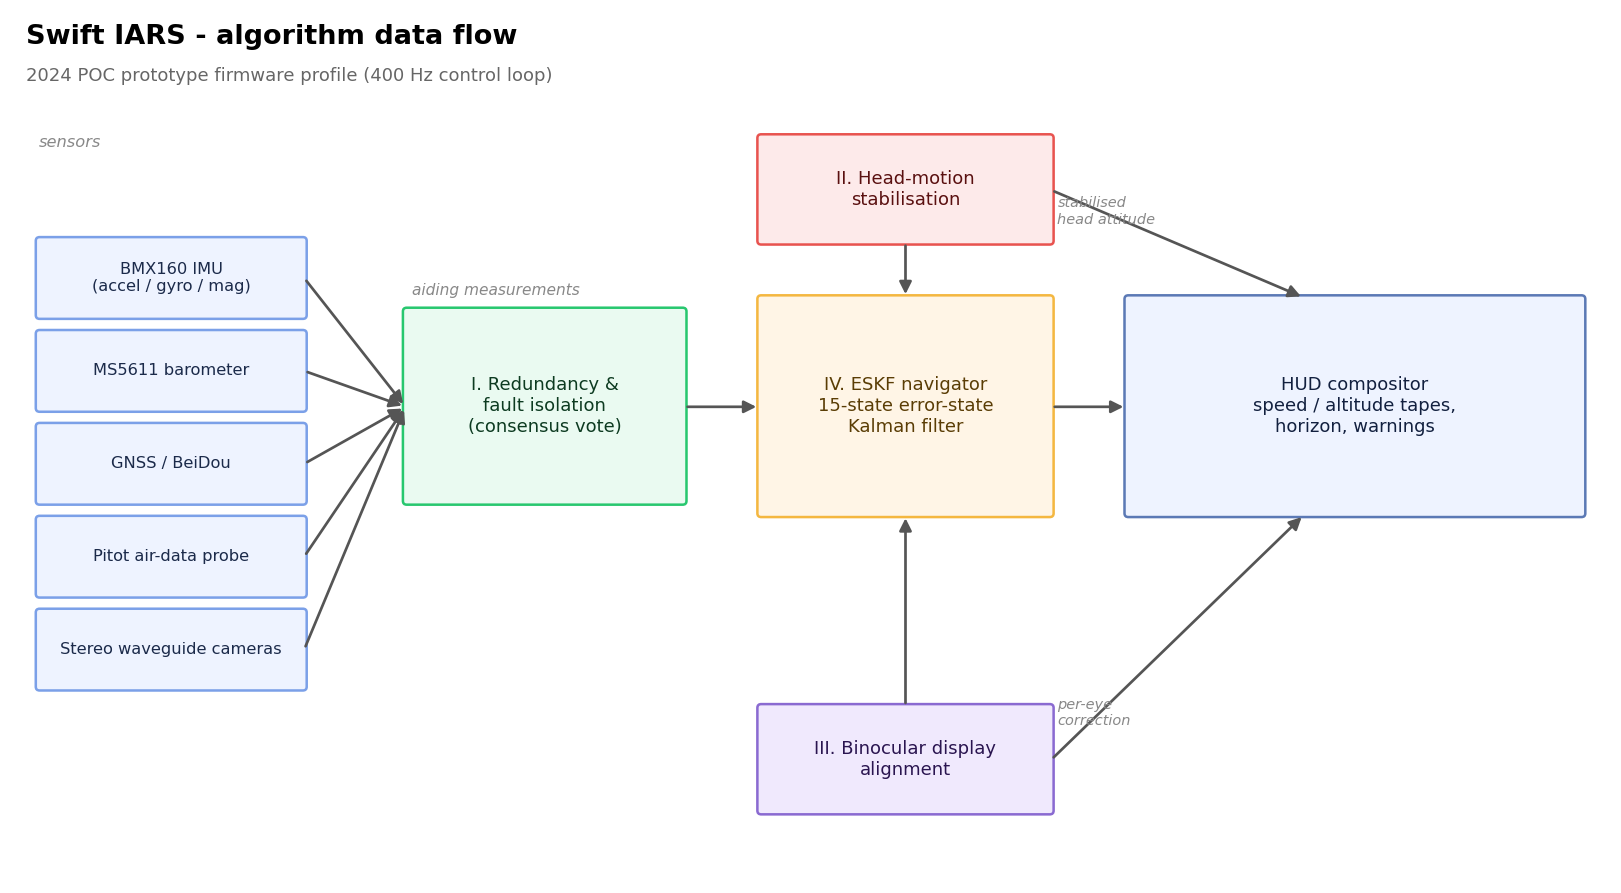 Swift IARS - algorithm data flow
2024 POC prototype firmware profile (400 Hz control loop)
sensors
BMX160 IMU
(accel / gyro / mag)
MS5611 barometer
GNSS / BeiDou
Pitot air-data probe
Stereo waveguide cameras
aiding measurements
I. Redundancy &
fault isolation
(consensus vote)
II. Head-motion
stabilisation
stabilised
head attitude
IV. ESKF navigator
15-state error-state
Kalman filter
HUD compositor
speed / altitude tapes,
horizon, warnings
III. Binocular display
alignment
per-eye
correction